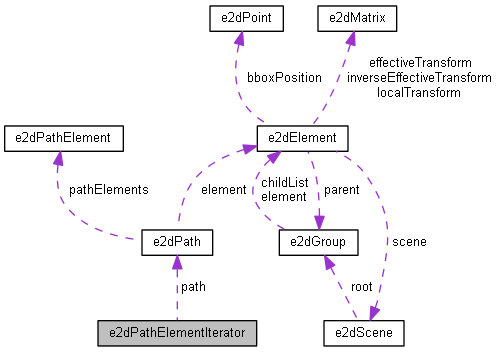 e2dPoint
e2dMatrix
effectiveTransform
bboxPosition
inverseEffectiveTransform
localTransform
e2dPathElement
e2dElement
pathElements
element
childList
element
parent
e2dPath
e2dGroup
scene
path
root
e2dPathElementIterator
e2dScene